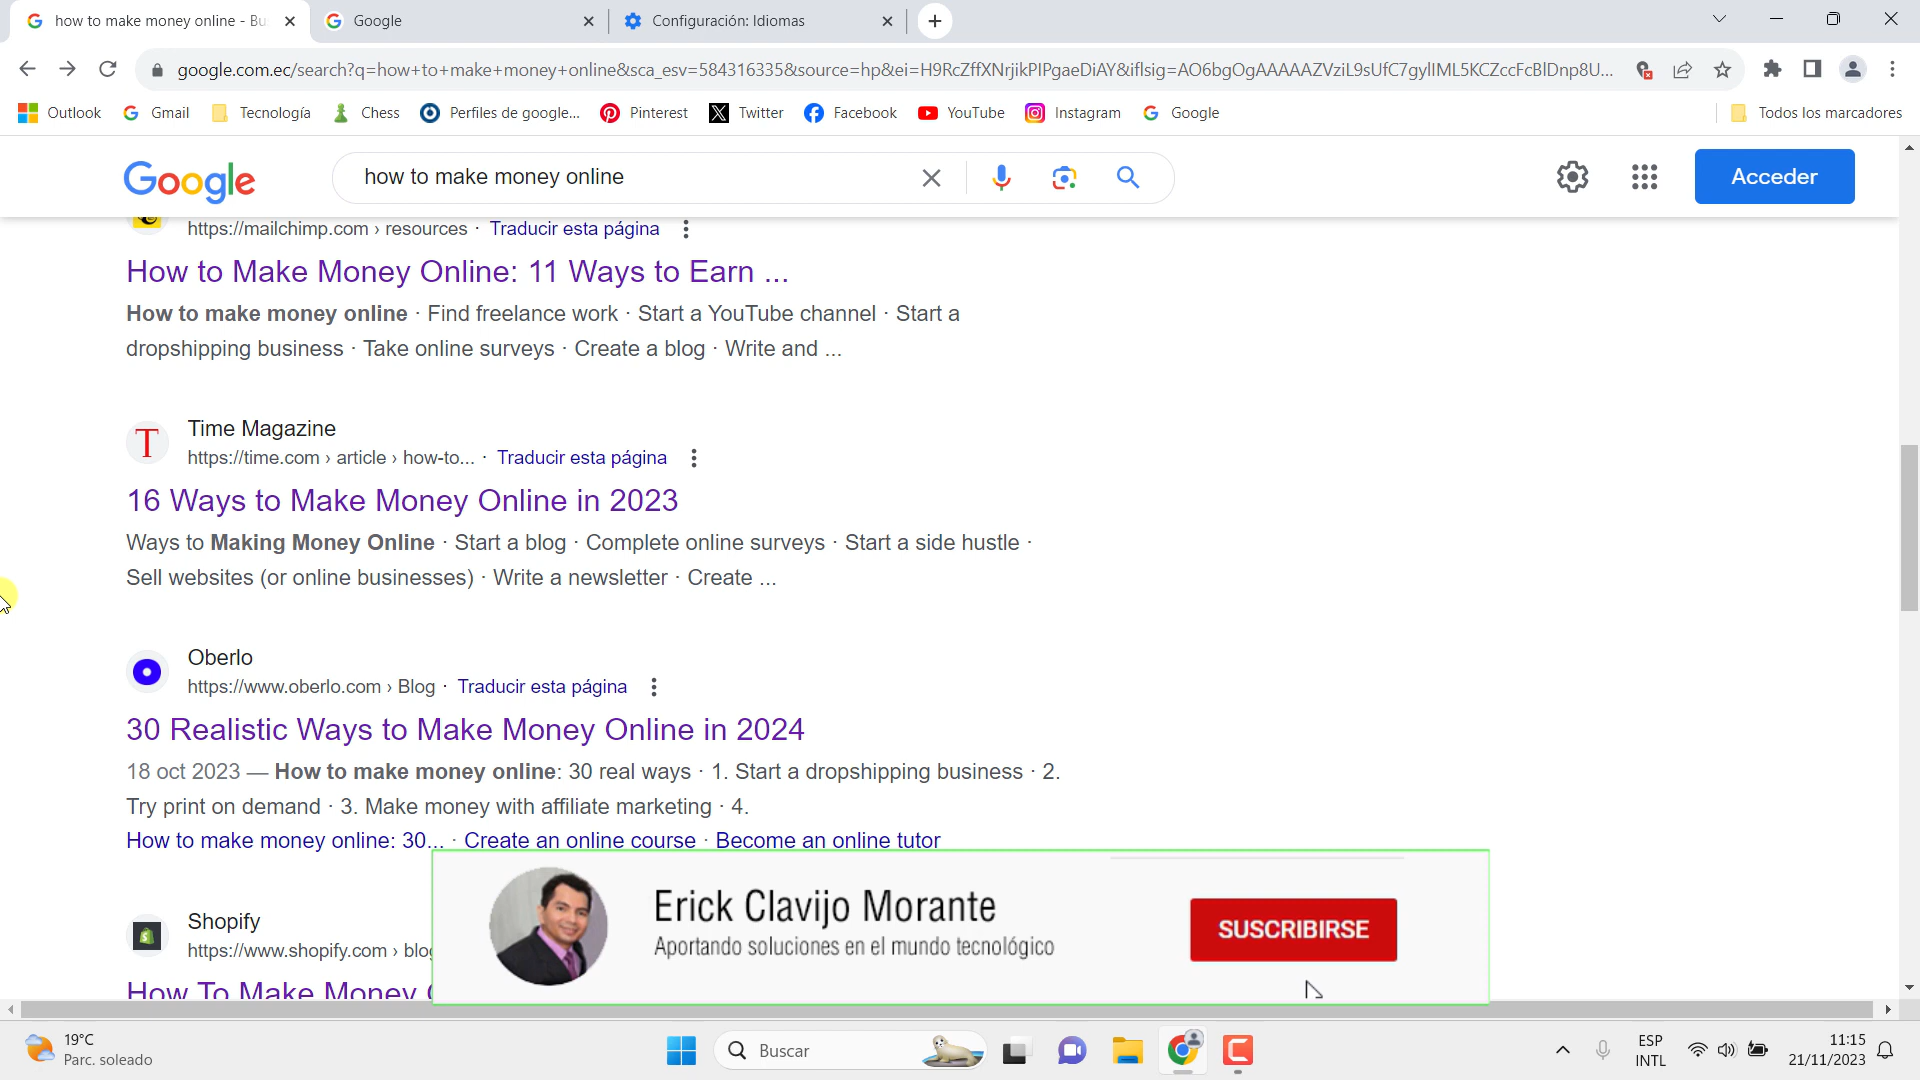 how to make money online - Bu
Google
Configuración: Idiomas
google.com.ec/search?q=how+to+make+money+online&sca_esv=584316335&source=hp&ei=H9RcZffXNrjikPIPgaeDiAY&iflsig=AO6bgOgAAAAAZVziL9sUfC7gylIML5KCZccFcBlDnp8U...
Outlook
Gmail
Tecnología
Chess
Perfiles de google...
Pinterest
Twitter
Facebook
YouTube
Instagram
Google
Todos los marcadores
Google
how to make money online
Acceder
https://mailchimp.com › resources · Traducir esta página
How to Make Money Online: 11 Ways to Earn ...
How to make money online · Find freelance work · Start a YouTube channel · Start a
dropshipping business · Take online surveys · Create a blog · Write and ...
T
Time Magazine
https://time.com › article › how-to... · Traducir esta página
16 Ways to Make Money Online in 2023
Ways to Making Money Online · Start a blog · Complete online surveys · Start a side hustle ·
Sell websites (or online businesses) · Write a newsletter · Create ...
Oberlo
https://www.oberlo.com › Blog · Traducir esta página
30 Realistic Ways to Make Money Online in 2024
18 oct 2023 — How to make money online: 30 real ways · 1. Start a dropshipping business · 2.
Try print on demand · 3. Make money with affiliate marketing · 4.
How to make money online: 30... · Create an online course · Become an online tutor
Shopify
https://www.shopify.com › blog
How To Make Money
Erick Clavijo Morante
Aportando soluciones en el mundo tecnológico
SUSCRIBIRSE
19°C
Parc. soleado
Buscar
ESP
INTL
11:15
21/11/2023